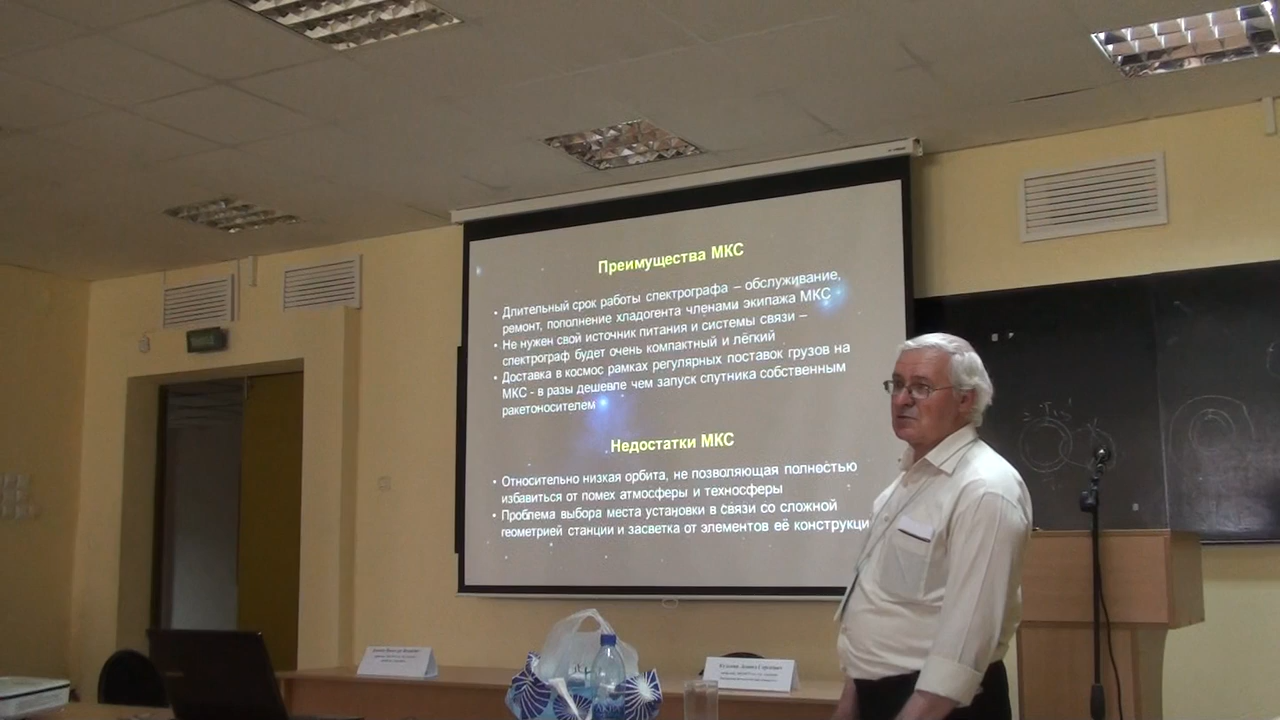 Преимущества МКС
• Длительный срок работы спектрографа – обслуживание,
ремонт, пополнение хладогента членами экипажа МКС
• Не нужен свой источник питания и системы связи –
спектрограф будет очень компактный и лёгкий
• Доставка в космос рамках регулярных поставок грузов на
МКС - в разы дешевле чем запуск спутника собственным
ракетоносителем
Недостатки МКС
• Относительно низкая орбита, не позволяющая полностью
избавиться от помех атмосферы и техносферы
• Проблема выбора места установки в связи со сложной
геометрией станции и засветка от элементов её конструкци